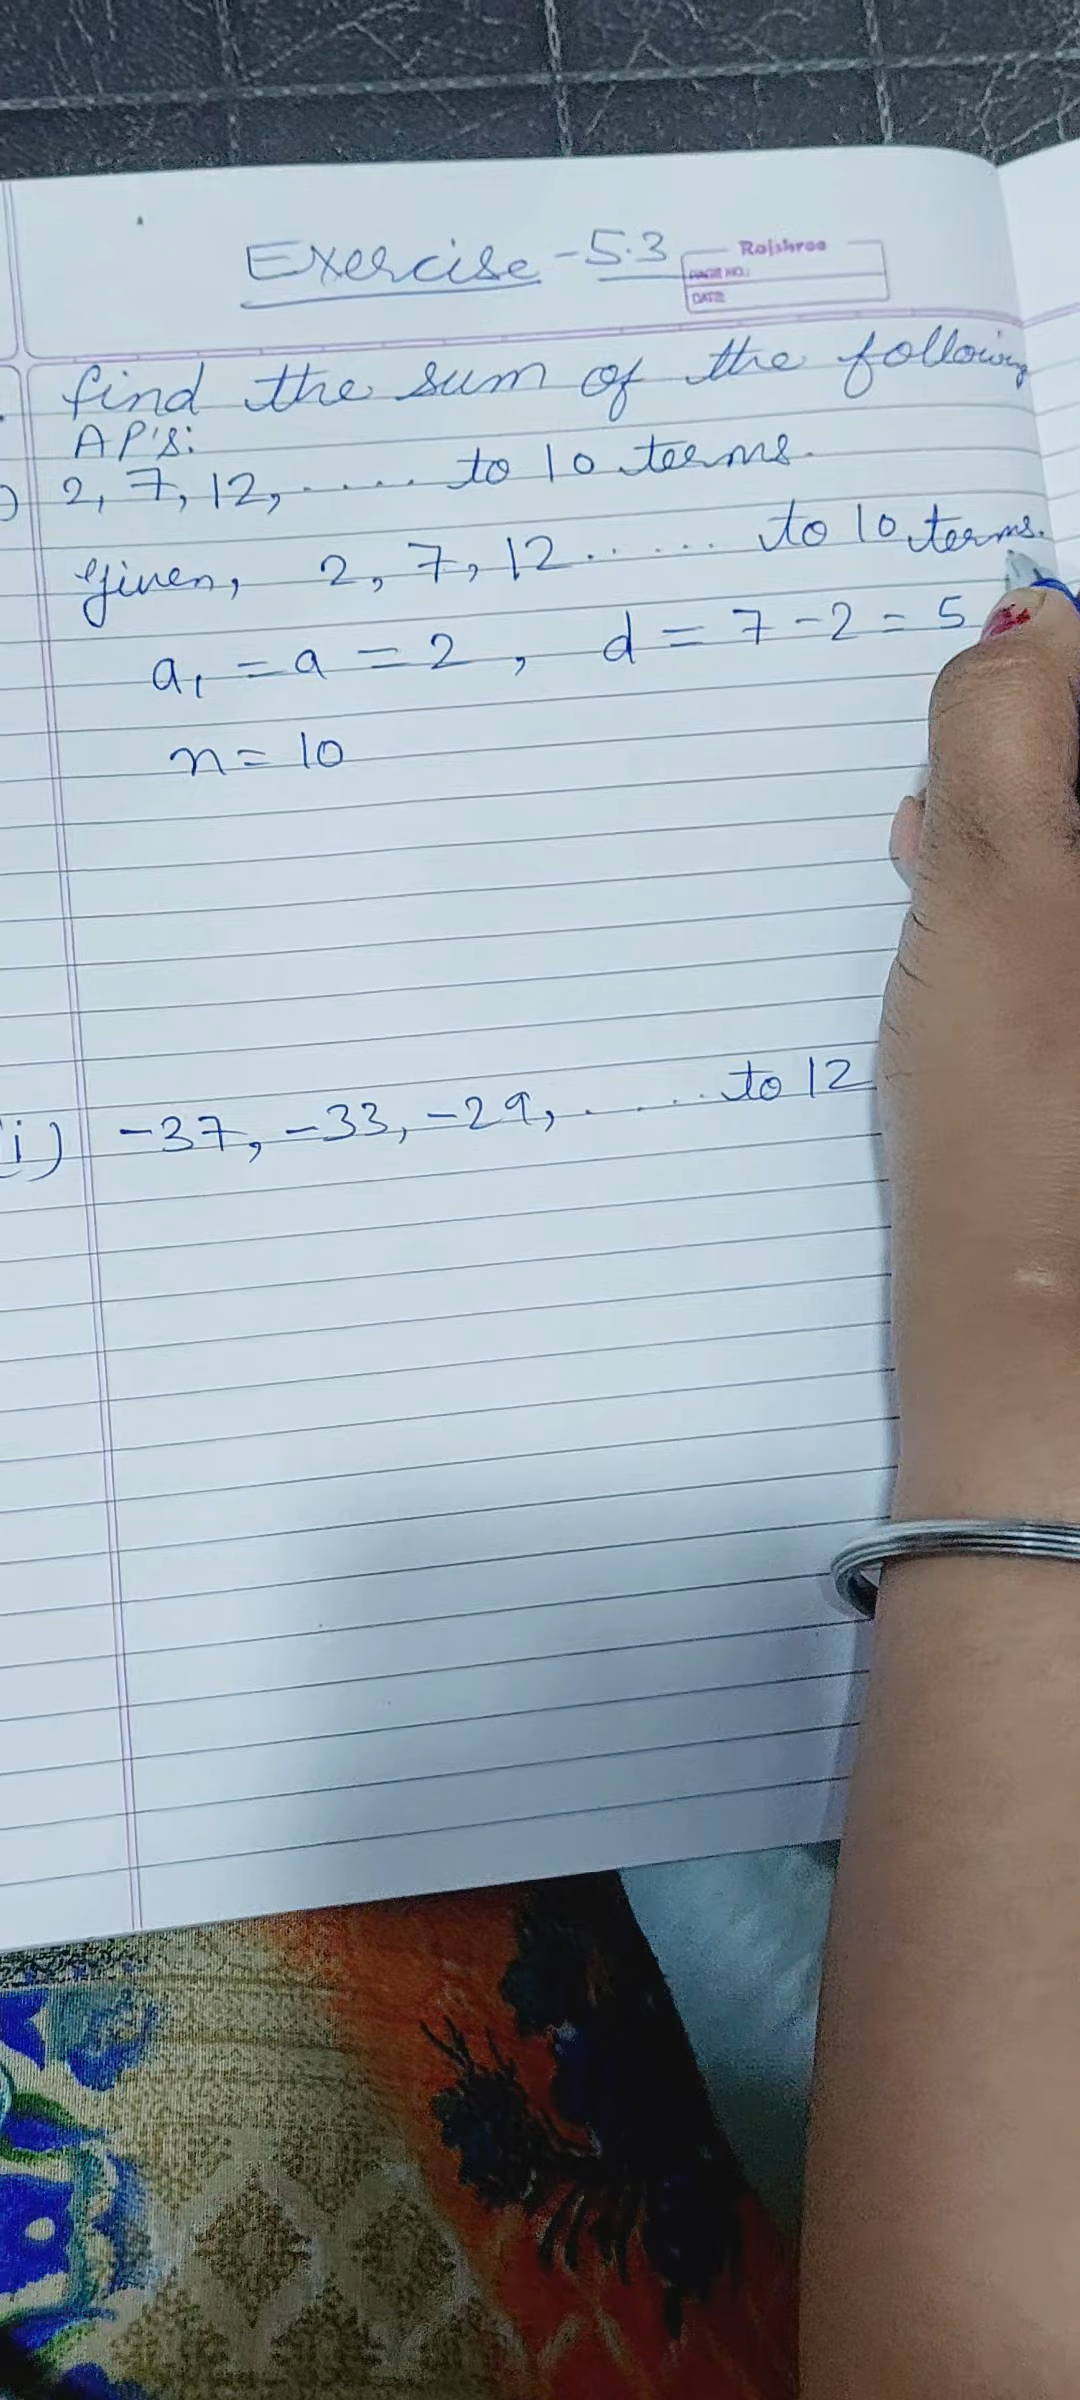 Exercise - 5.3
Rajshree
PAGE NO.:
DATE:
find the sum of the following
AP's:
) 2, 7, 12, ..... to 10 terms.
Given, 2, 7, 12 ...... to 10 terms.
a₁ = a = 2, d = 7 - 2 = 5
n = 10
i) -37, -33, -29, ...... to 12